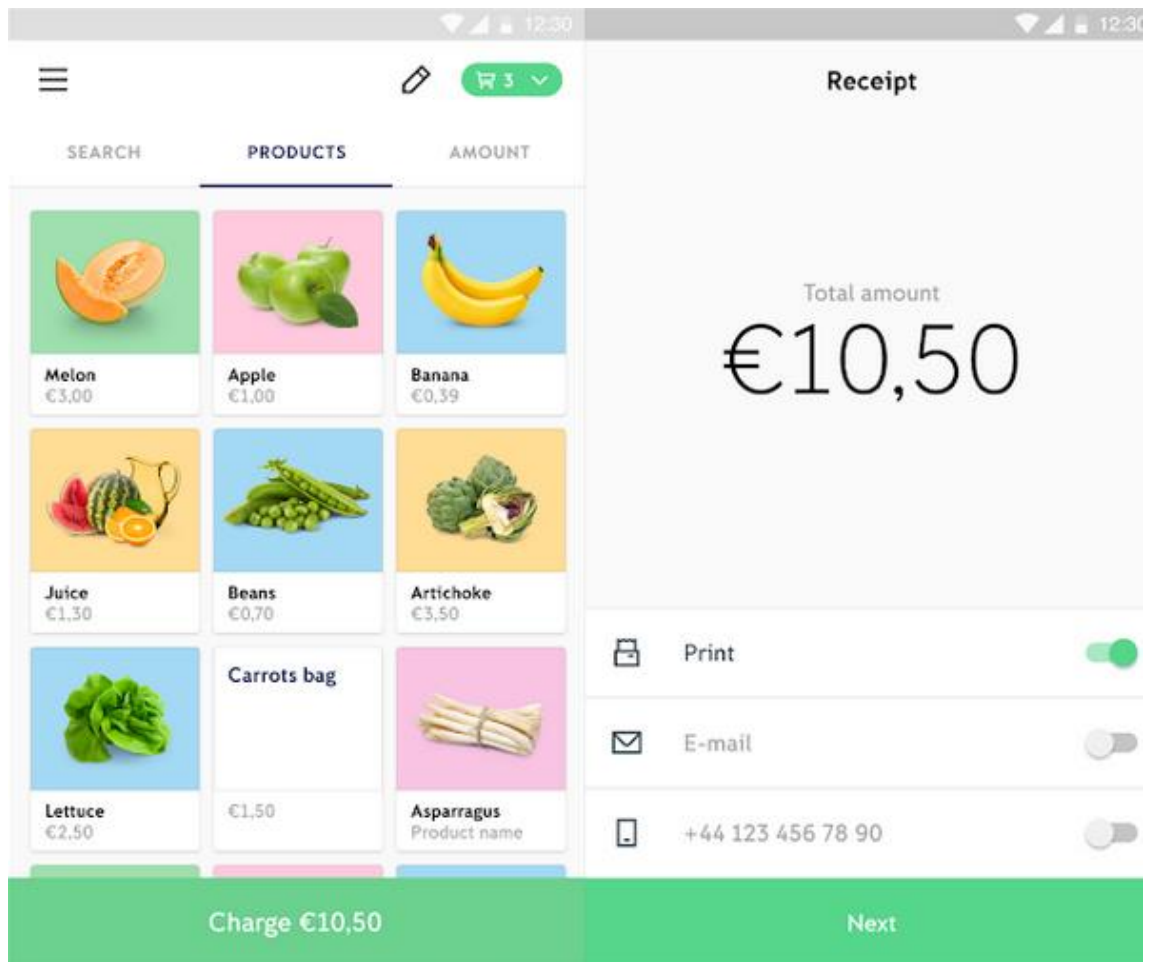 12:30
3
SEARCH PRODUCTS AMOUNT
Melon
€3,00
Apple
€1,00
Banana
€0,39
Juice
€1,30
Beans
€0,70
Artichoke
€3,50
Lettuce
€2,50
Carrots bag
€1,50
Asparragus
Product name
Charge €10,50
12:30
Receipt
Total amount
€10,50
Print
E-mail
+44 123 456 78 90
Next